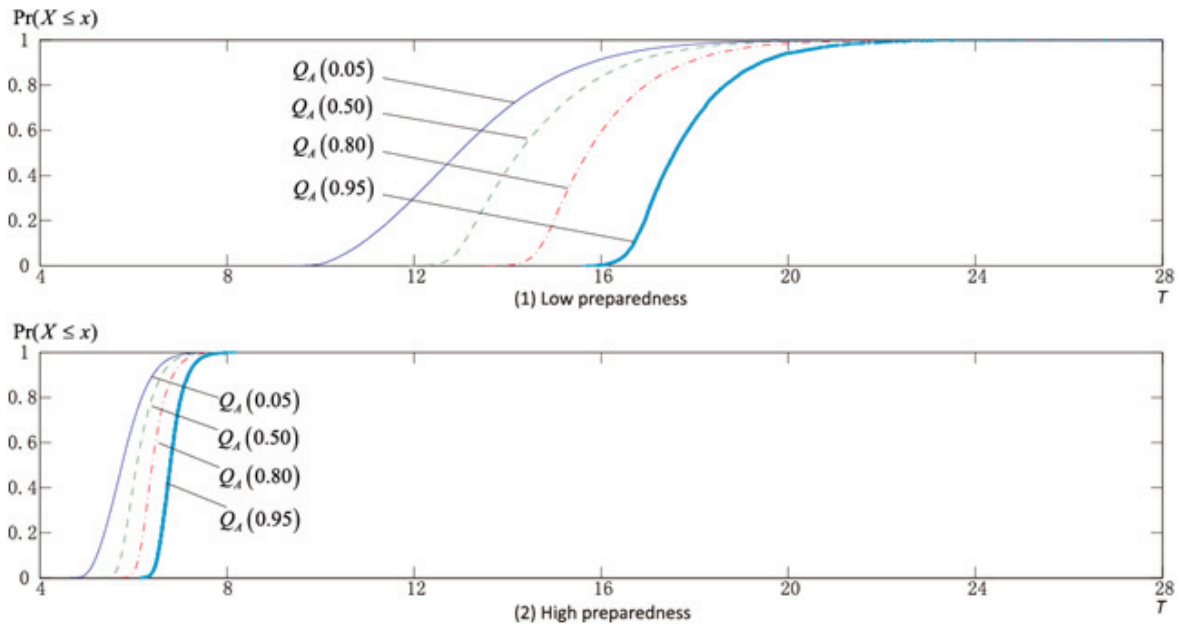 Pr(X ≤ x)
1
0.8
0.6
0.4
0.2
0
Q_A(0.05)
Q_A(0.50)
Q_A(0.80)
Q_A(0.95)
4 8 12 16 20 24 28
(1) Low preparedness T
Pr(X ≤ x)
1
0.8
0.6
0.4
0.2
0
Q_A(0.05)
Q_A(0.50)
Q_A(0.80)
Q_A(0.95)
4 8 12 16 20 24 28
(2) High preparedness T